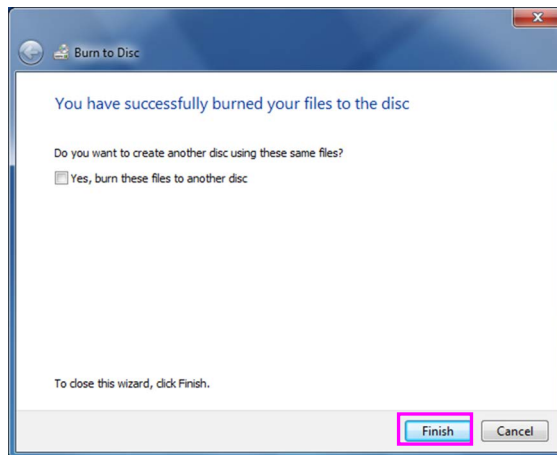 Burn to Disc
You have successfully burned your files to the disc
Do you want to create another disc using these same files?
Yes, burn these files to another disc
To close this wizard, click Finish.
Finish
Cancel